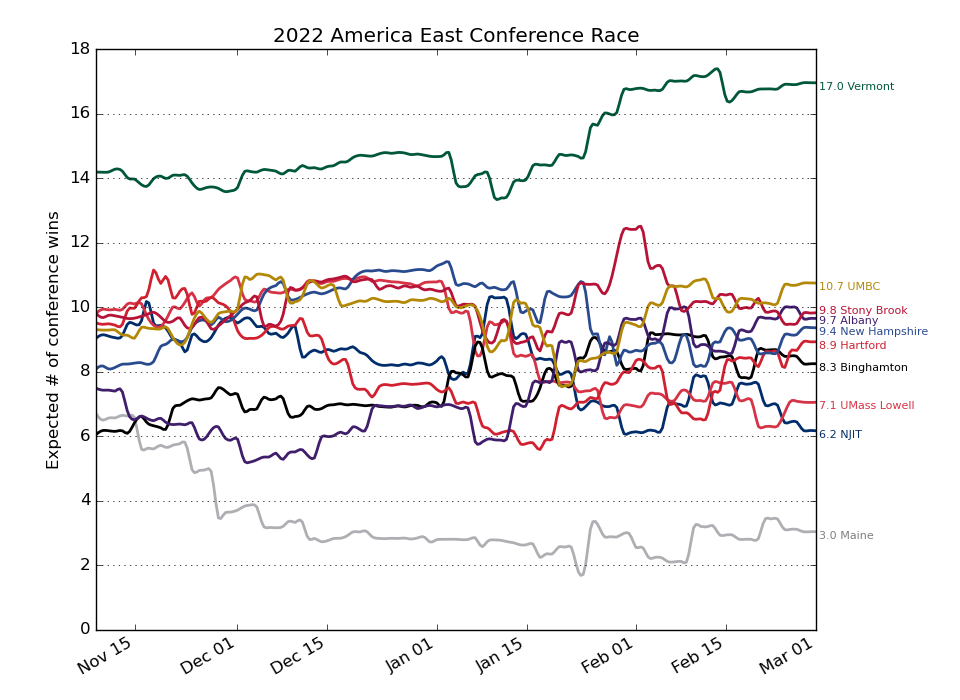 2022 America East Conference Race
Expected # of conference wins
18
16
14
12
10
8
6
4
2
0
17.0 Vermont
10.7 UMBC
9.8 Stony Brook
9.7 Albany
9.4 New Hampshire
8.9 Hartford
8.3 Binghamton
7.1 UMass Lowell
6.2 NJIT
3.0 Maine
Nov 15
Dec 01
Dec 15
Jan 01
Jan 15
Feb 01
Feb 15
Mar 01